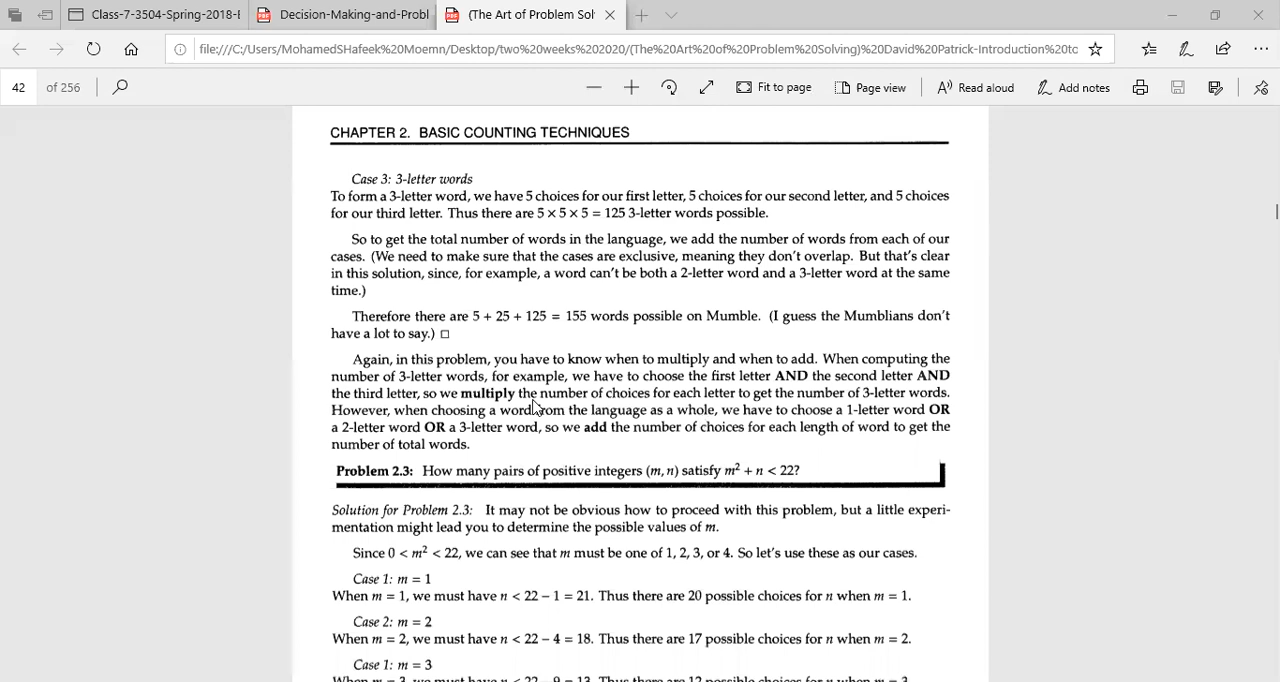 Class-7-3504-Spring-2018-I
Decision-Making-and-Probl
(The Art of Problem Sol
file:///C:/Users/MohamedSHafeek%20Moemn/Desktop/two%20weeks%202020/(The%20Art%20of%20Problem%20Solving)%20David%20Patrick-Introduction%20tc
42 of 256
Fit to page
Page view
Read aloud
Add notes
CHAPTER 2. BASIC COUNTING TECHNIQUES
Case 3: 3-letter words
To form a 3-letter word, we have 5 choices for our first letter, 5 choices for our second letter, and 5 choices
for our third letter. Thus there are 5 × 5 × 5 = 125 3-letter words possible.
So to get the total number of words in the language, we add the number of words from each of our
cases. (We need to make sure that the cases are exclusive, meaning they don't overlap. But that's clear
in this solution, since, for example, a word can't be both a 2-letter word and a 3-letter word at the same
time.)
Therefore there are 5 + 25 + 125 = 155 words possible on Mumble. (I guess the Mumblians don't
have a lot to say.) □
Again, in this problem, you have to know when to multiply and when to add. When computing the
number of 3-letter words, for example, we have to choose the first letter AND the second letter AND
the third letter, so we multiply the number of choices for each letter to get the number of 3-letter words.
However, when choosing a word from the language as a whole, we have to choose a 1-letter word OR
a 2-letter word OR a 3-letter word, so we add the number of choices for each length of word to get the
number of total words.
Problem 2.3: How many pairs of positive integers (m, n) satisfy m² + n < 22?
Solution for Problem 2.3: It may not be obvious how to proceed with this problem, but a little experi-
mentation might lead you to determine the possible values of m.
Since 0 < m² < 22, we can see that m must be one of 1, 2, 3, or 4. So let's use these as our cases.
Case 1: m = 1
When m = 1, we must have n < 22 − 1 = 21. Thus there are 20 possible choices for n when m = 1.
Case 2: m = 2
When m = 2, we must have n < 22 − 4 = 18. Thus there are 17 possible choices for n when m = 2.
Case 1: m = 3
When m = 3, we must have n < 22 − 9 = 13. Thus there are 12 possible choices for n when m = 3.